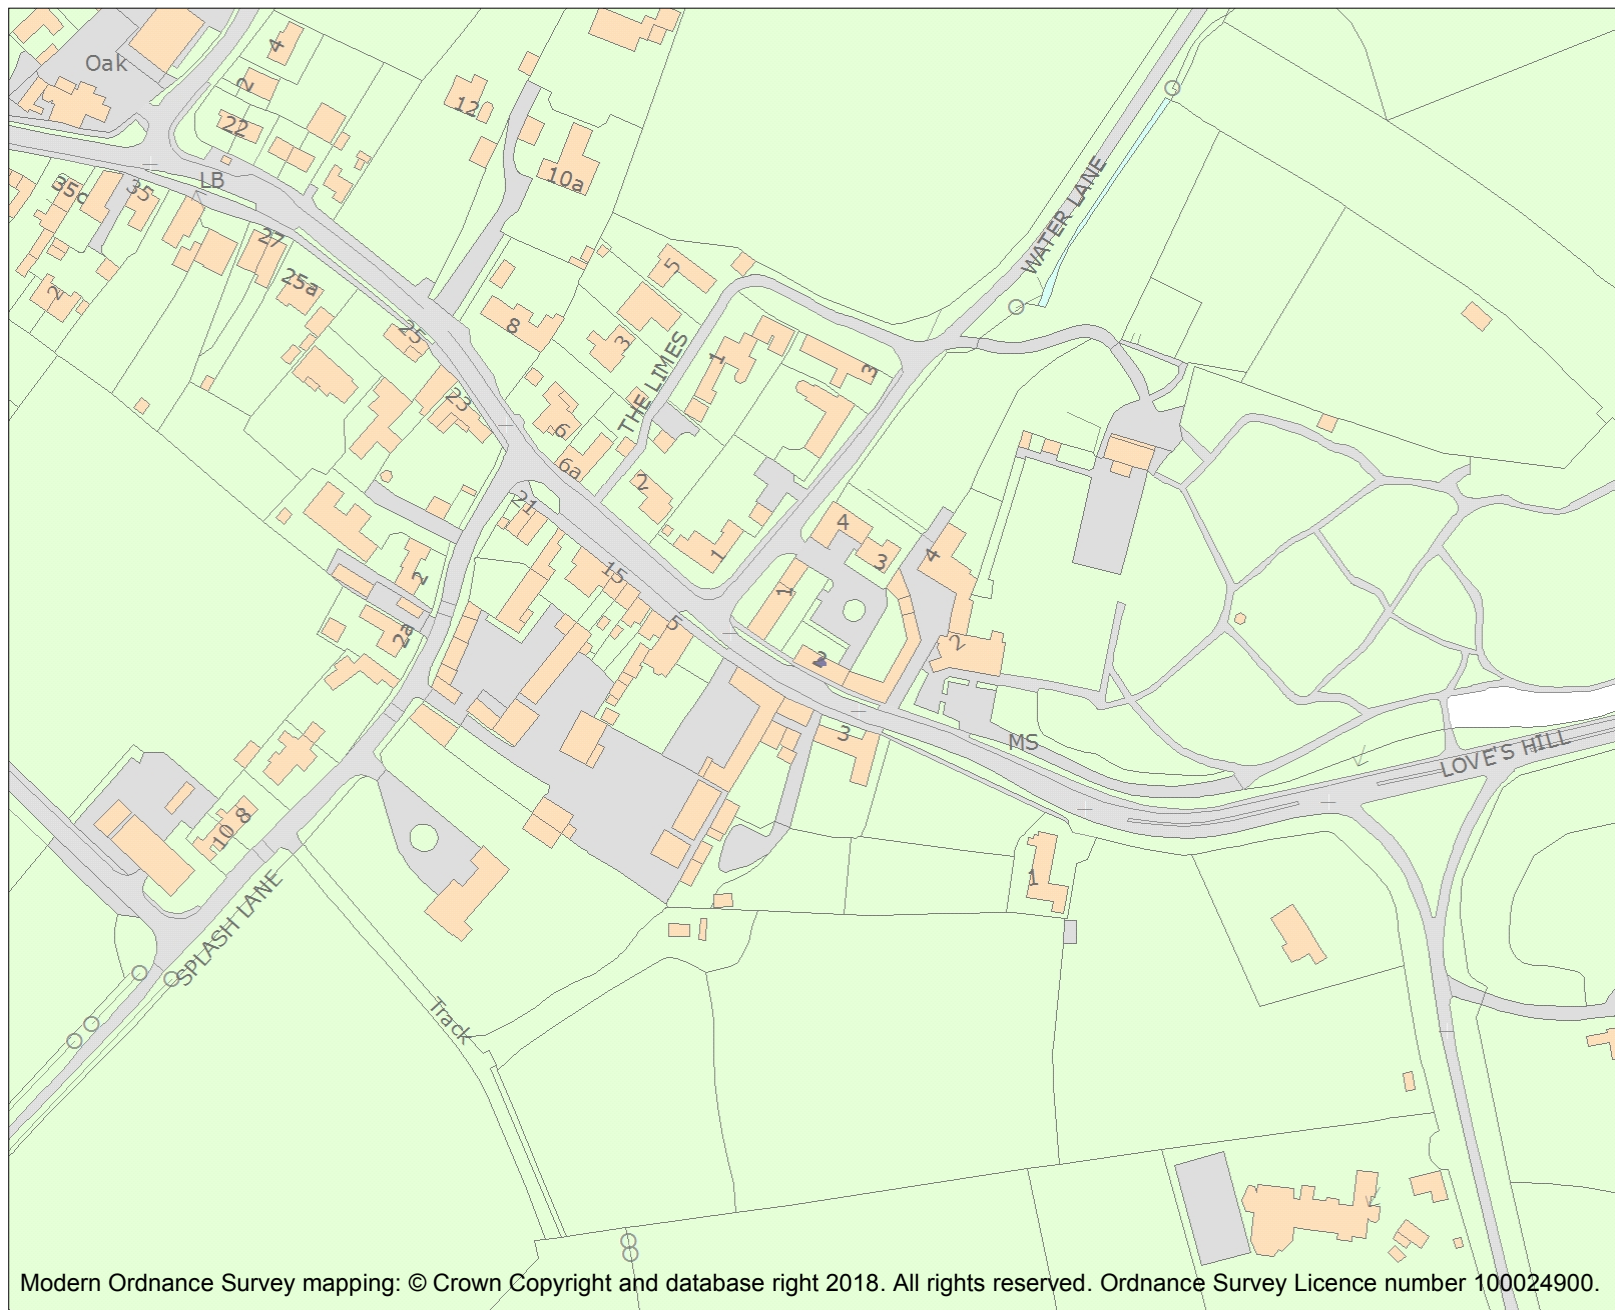 Oak
4
2
22
12
10a
LB
35c
35
27
25a
2
25
23
8
5
3
THE LIMES
1
3
6
6a
2
1
WATER LANE
21
15
5
4
3
4
1
2
2
2
2a
3
MS
LOVE'S HILL
1
10
8
SPLASH LANE
Track
Modern Ordnance Survey mapping: © Crown Copyright and database right 2018. All rights reserved. Ordnance Survey Licence number 100024900.